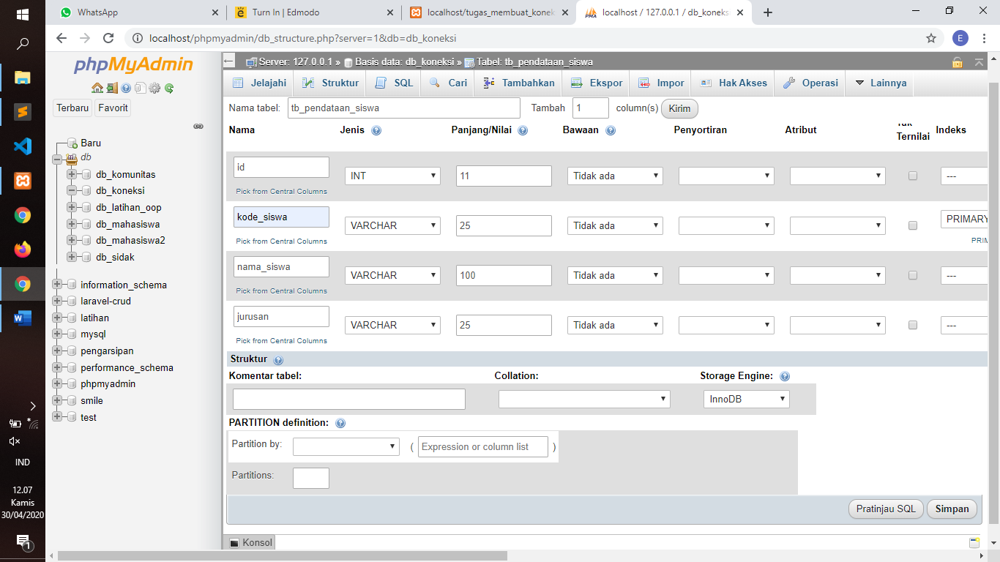 WhatsApp
Turn In | Edmodo
localhost/tugas_membuat_konek
localhost / 127.0.0.1 / db_koneks
localhost/phpmyadmin/db_structure.php?server=1&db=db_koneksi
E
phpMyAdmin
Terbaru
Favorit
Baru
db
db_komunitas
db_koneksi
db_latihan_oop
db_mahasiswa
db_mahasiswa2
db_sidak
information_schema
laravel-crud
latihan
mysql
pengarsipan
performance_schema
phpmyadmin
smile
test
Server: 127.0.0.1 » Basis data: db_koneksi » Tabel: tb_pendataan_siswa
Jelajahi Struktur SQL Cari Tambahkan Ekspor Impor Hak Akses Operasi Lainnya
Nama tabel: tb_pendataan_siswa Tambah 1 column(s) Kirim
Nama Jenis Panjang/Nilai Bawaan Penyortiran Atribut Tak Ternilai Indeks
id INT 11 Tidak ada ---
Pick from Central Columns
kode_siswa VARCHAR 25 Tidak ada PRIMARY
Pick from Central Columns PRIM
nama_siswa VARCHAR 100 Tidak ada ---
Pick from Central Columns
jurusan VARCHAR 25 Tidak ada ---
Pick from Central Columns
Struktur
Komentar tabel: Collation: Storage Engine:
InnoDB
PARTITION definition:
Partition by: ( Expression or column list )
Partitions:
Pratinjau SQL Simpan
Konsol
IND
12.07
Kamis
30/04/2020
1